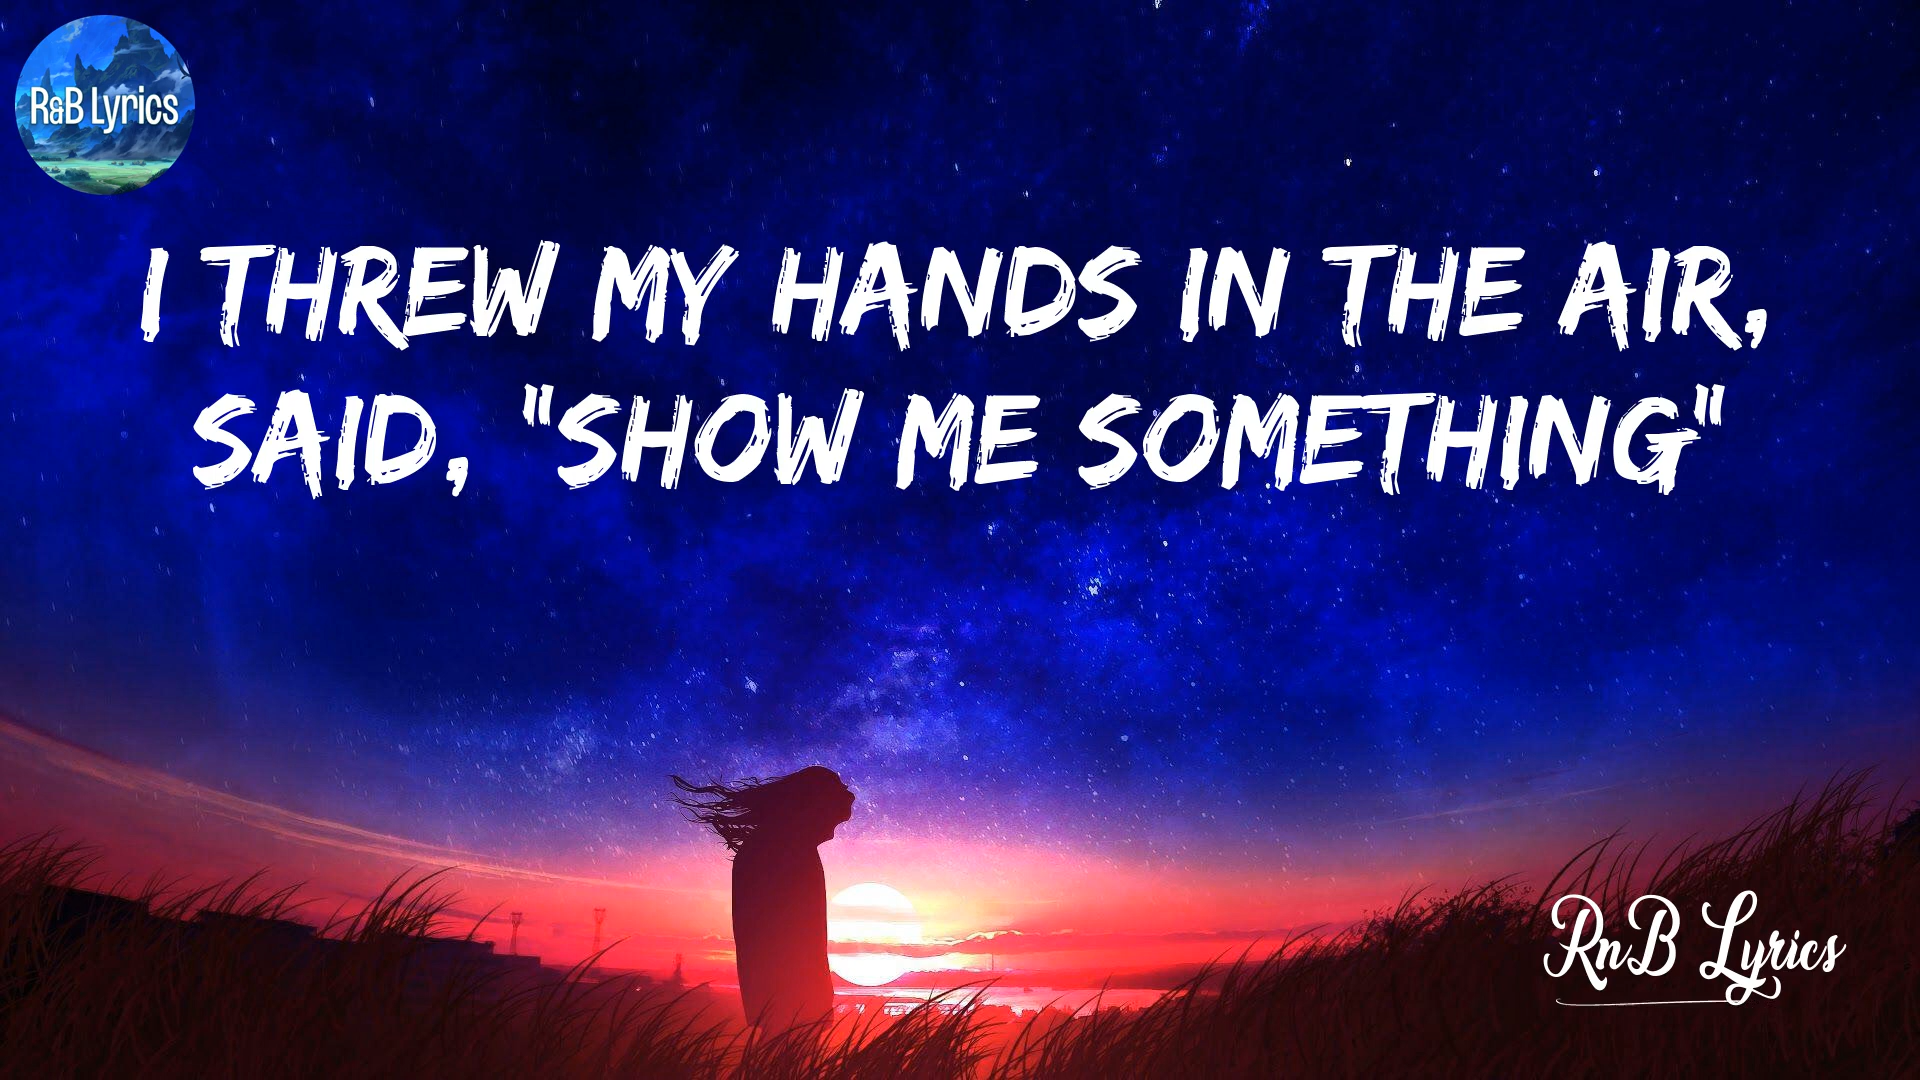 R&B Lyrics
I THREW MY HANDS IN THE AIR,
SAID, "SHOW ME SOMETHING"
RnB Lyrics